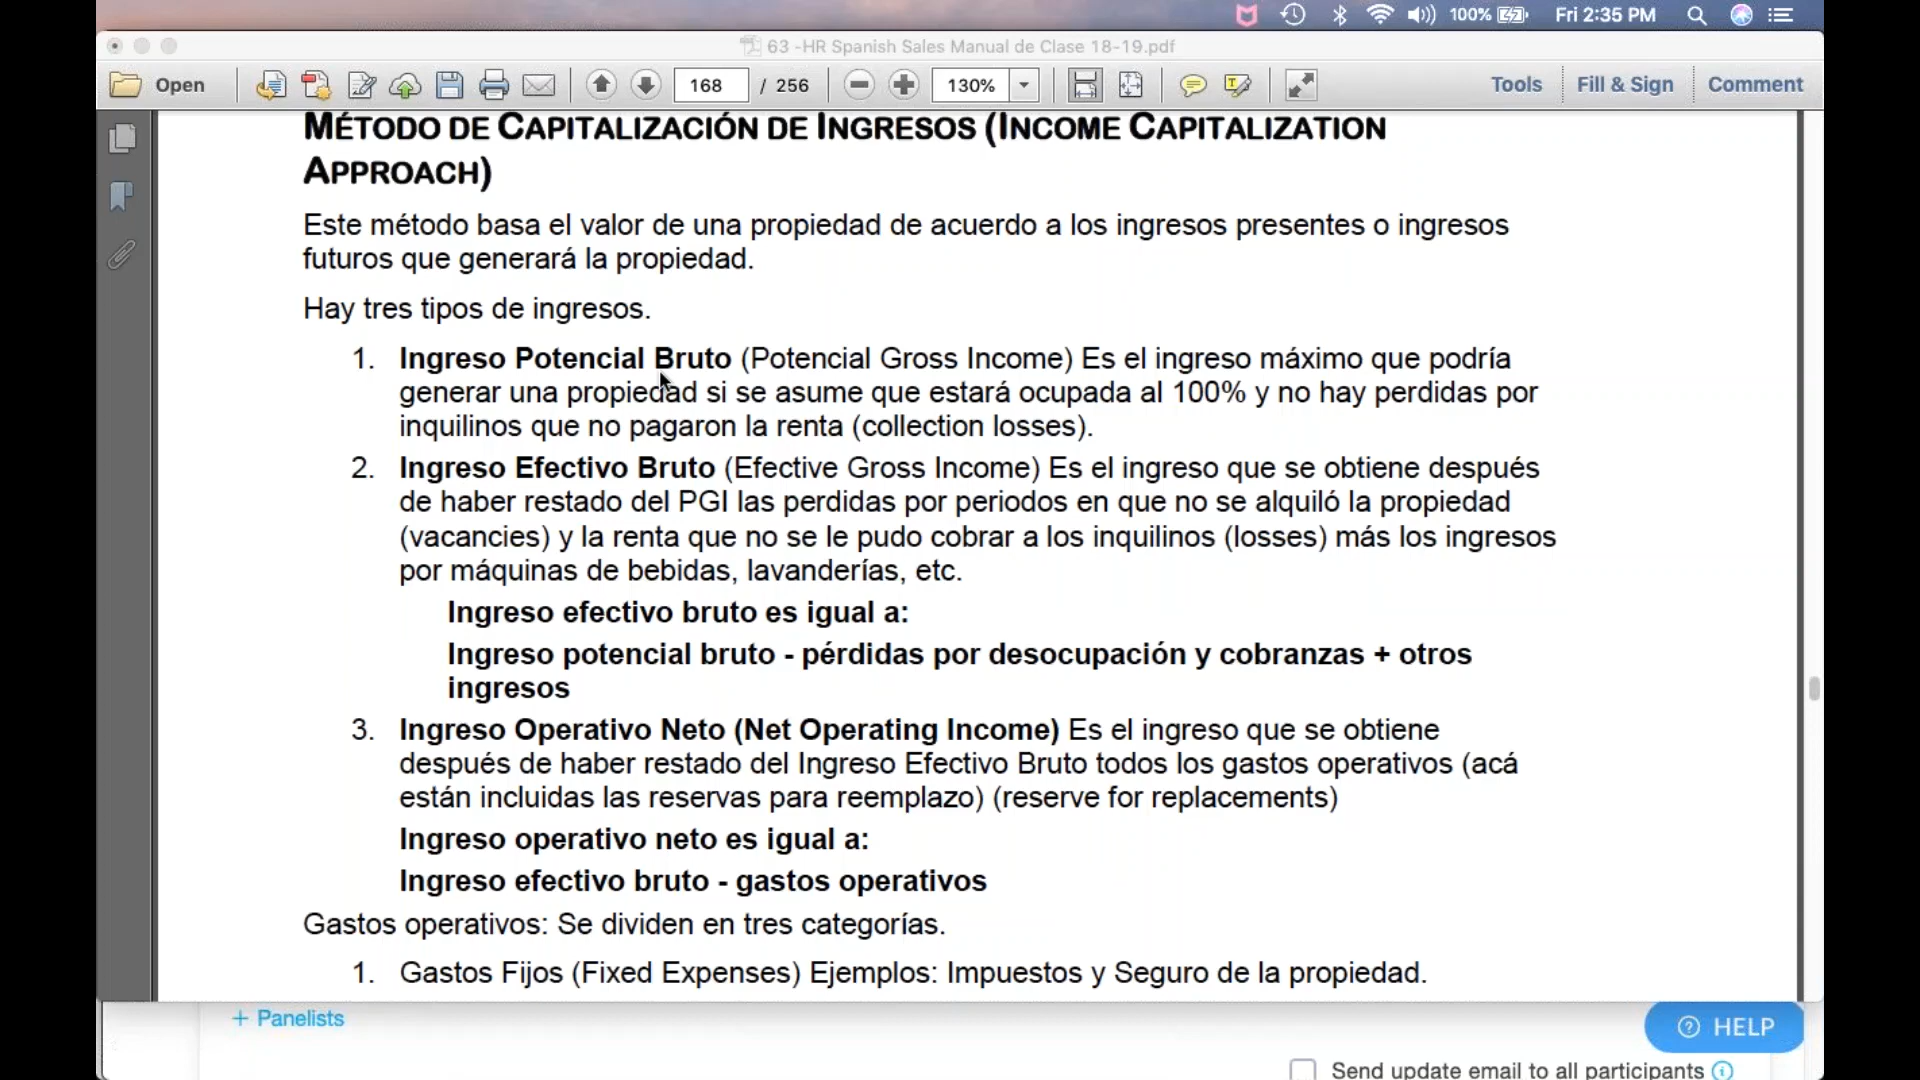 100%
Fri 2:35 PM
63 -HR Spanish Sales Manual de Clase 18-19.pdf
Open
168 / 256
130%
Tools
Fill & Sign
Comment
MÉTODO DE CAPITALIZACIÓN DE INGRESOS (INCOME CAPITALIZATION
APPROACH)
Este método basa el valor de una propiedad de acuerdo a los ingresos presentes o ingresos
futuros que generará la propiedad.
Hay tres tipos de ingresos.
1. Ingreso Potencial Bruto (Potencial Gross Income) Es el ingreso máximo que podría
generar una propiedad si se asume que estará ocupada al 100% y no hay perdidas por
inquilinos que no pagaron la renta (collection losses).
2. Ingreso Efectivo Bruto (Efective Gross Income) Es el ingreso que se obtiene después
de haber restado del PGI las perdidas por periodos en que no se alquiló la propiedad
(vacancies) y la renta que no se le pudo cobrar a los inquilinos (losses) más los ingresos
por máquinas de bebidas, lavanderías, etc.
Ingreso efectivo bruto es igual a:
Ingreso potencial bruto - pérdidas por desocupación y cobranzas + otros
ingresos
3. Ingreso Operativo Neto (Net Operating Income) Es el ingreso que se obtiene
después de haber restado del Ingreso Efectivo Bruto todos los gastos operativos (acá
están incluidas las reservas para reemplazo) (reserve for replacements)
Ingreso operativo neto es igual a:
Ingreso efectivo bruto - gastos operativos
Gastos operativos: Se dividen en tres categorías.
1. Gastos Fijos (Fixed Expenses) Ejemplos: Impuestos y Seguro de la propiedad.
+ Panelists
HELP
Send update email to all participants